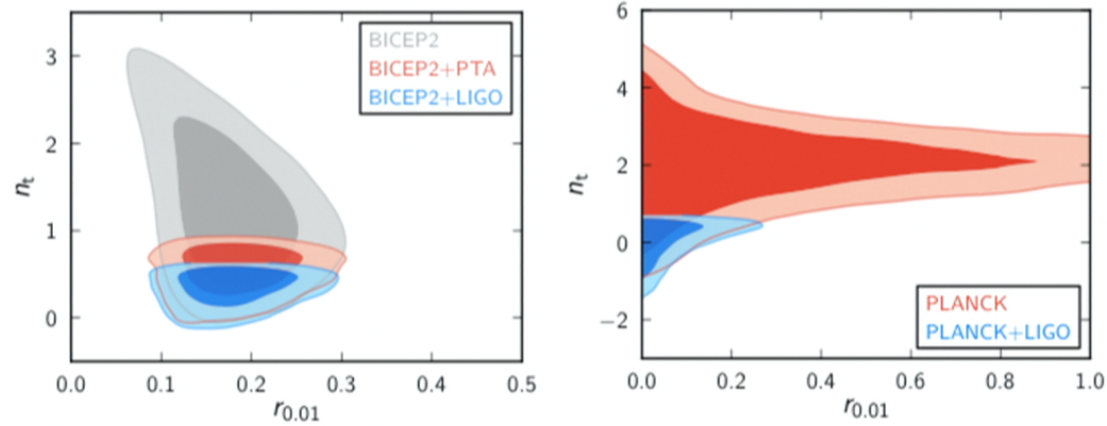 BICEP2
BICEP2+PTA
BICEP2+LIGO
3
2
1
0
n_t
0.0 0.1 0.2 0.3 0.4 0.5
r_0.01
6
4
2
0
−2
n_t
PLANCK
PLANCK+LIGO
0.0 0.2 0.4 0.6 0.8 1.0
r_0.01